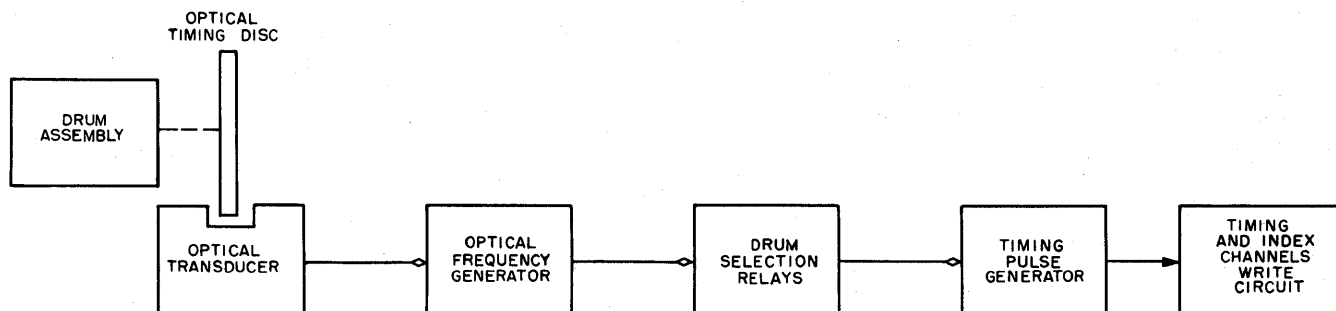 OPTICAL
TIMING DISC
DRUM
ASSEMBLY
OPTICAL
TRANSDUCER
OPTICAL
FREQUENCY
GENERATOR
DRUM
SELECTION
RELAYS
TIMING
PULSE
GENERATOR
TIMING
AND INDEX
CHANNELS
WRITE
CIRCUIT